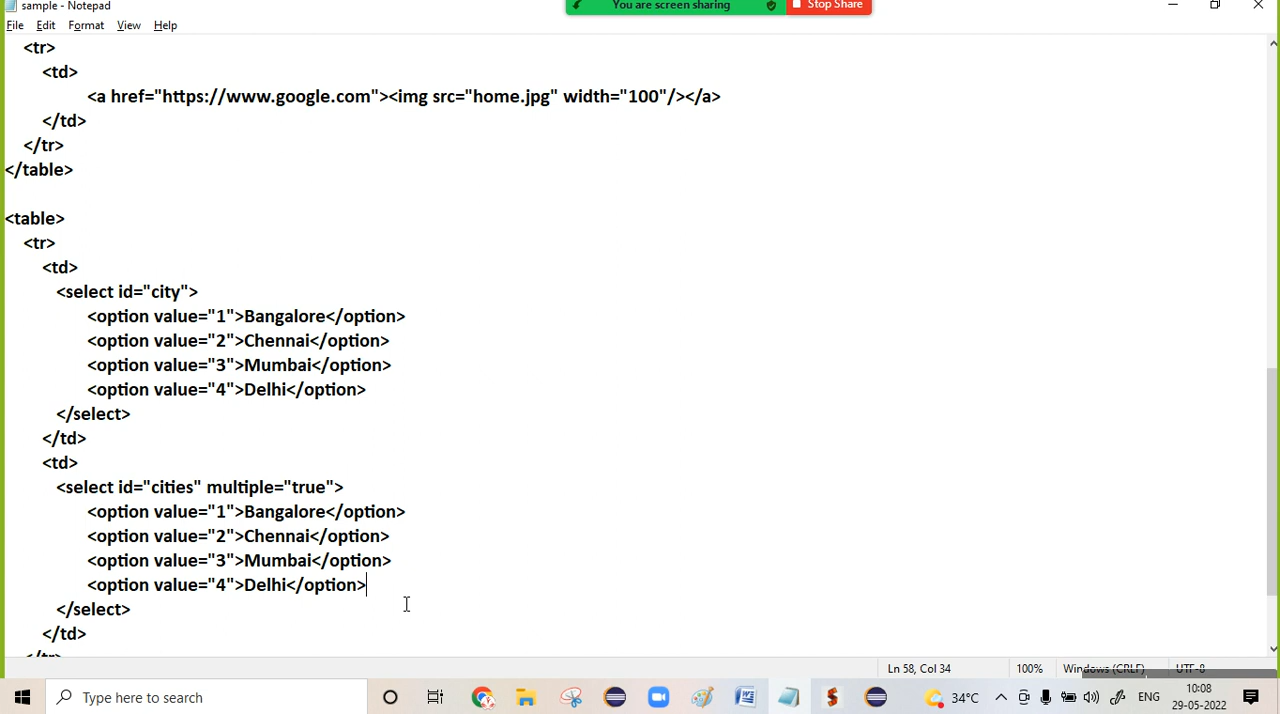 sample - Notepad
You are screen sharing
Stop Share
File Edit Format View Help
<tr>
<td>
<a href="https://www.google.com"><img src="home.jpg" width="100"/></a>
</td>
</tr>
</table>
<table>
<tr>
<td>
<select id="city">
<option value="1">Bangalore</option>
<option value="2">Chennai</option>
<option value="3">Mumbai</option>
<option value="4">Delhi</option>
</select>
</td>
<td>
<select id="cities" multiple="true">
<option value="1">Bangalore</option>
<option value="2">Chennai</option>
<option value="3">Mumbai</option>
<option value="4">Delhi</option>
</select>
</td>
</tr>
Ln 58, Col 34 100% Windows (CRLF) UTF-8
Type here to search
34°C
ENG
10:08
29-05-2022